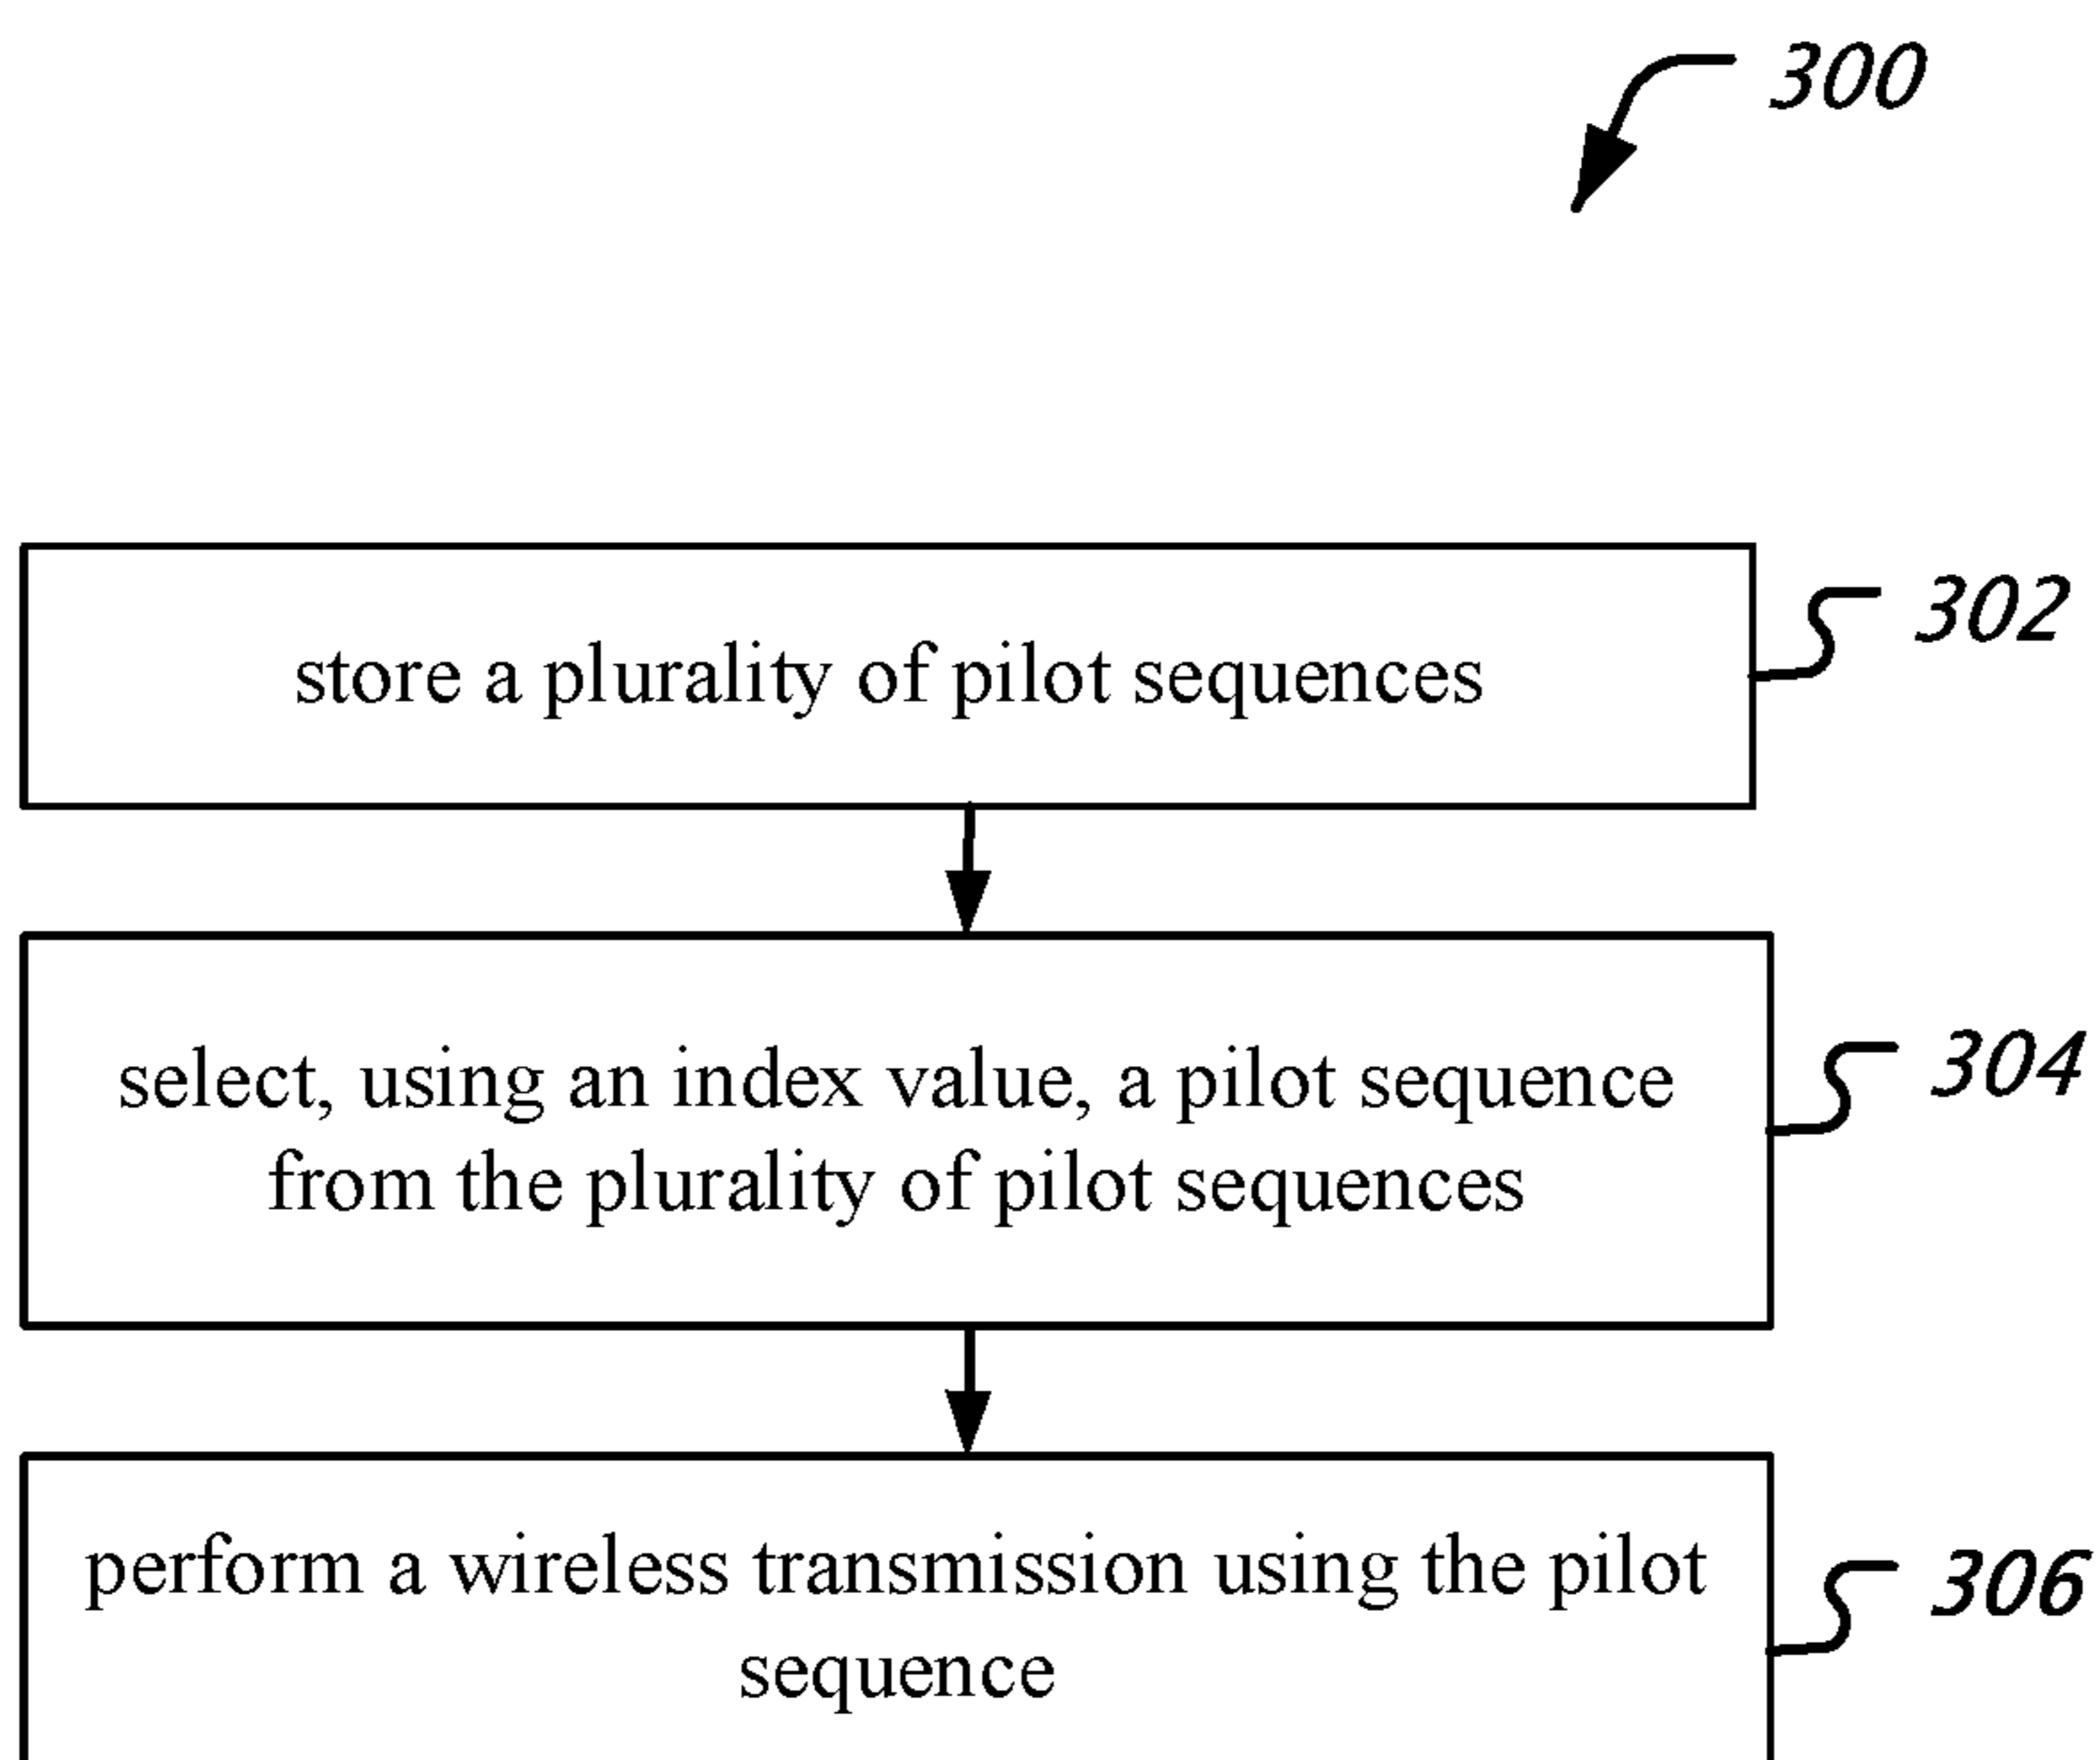 300
store a plurality of pilot sequences
302
select, using an index value, a pilot sequence
from the plurality of pilot sequences
304
perform a wireless transmission using the pilot
sequence
306